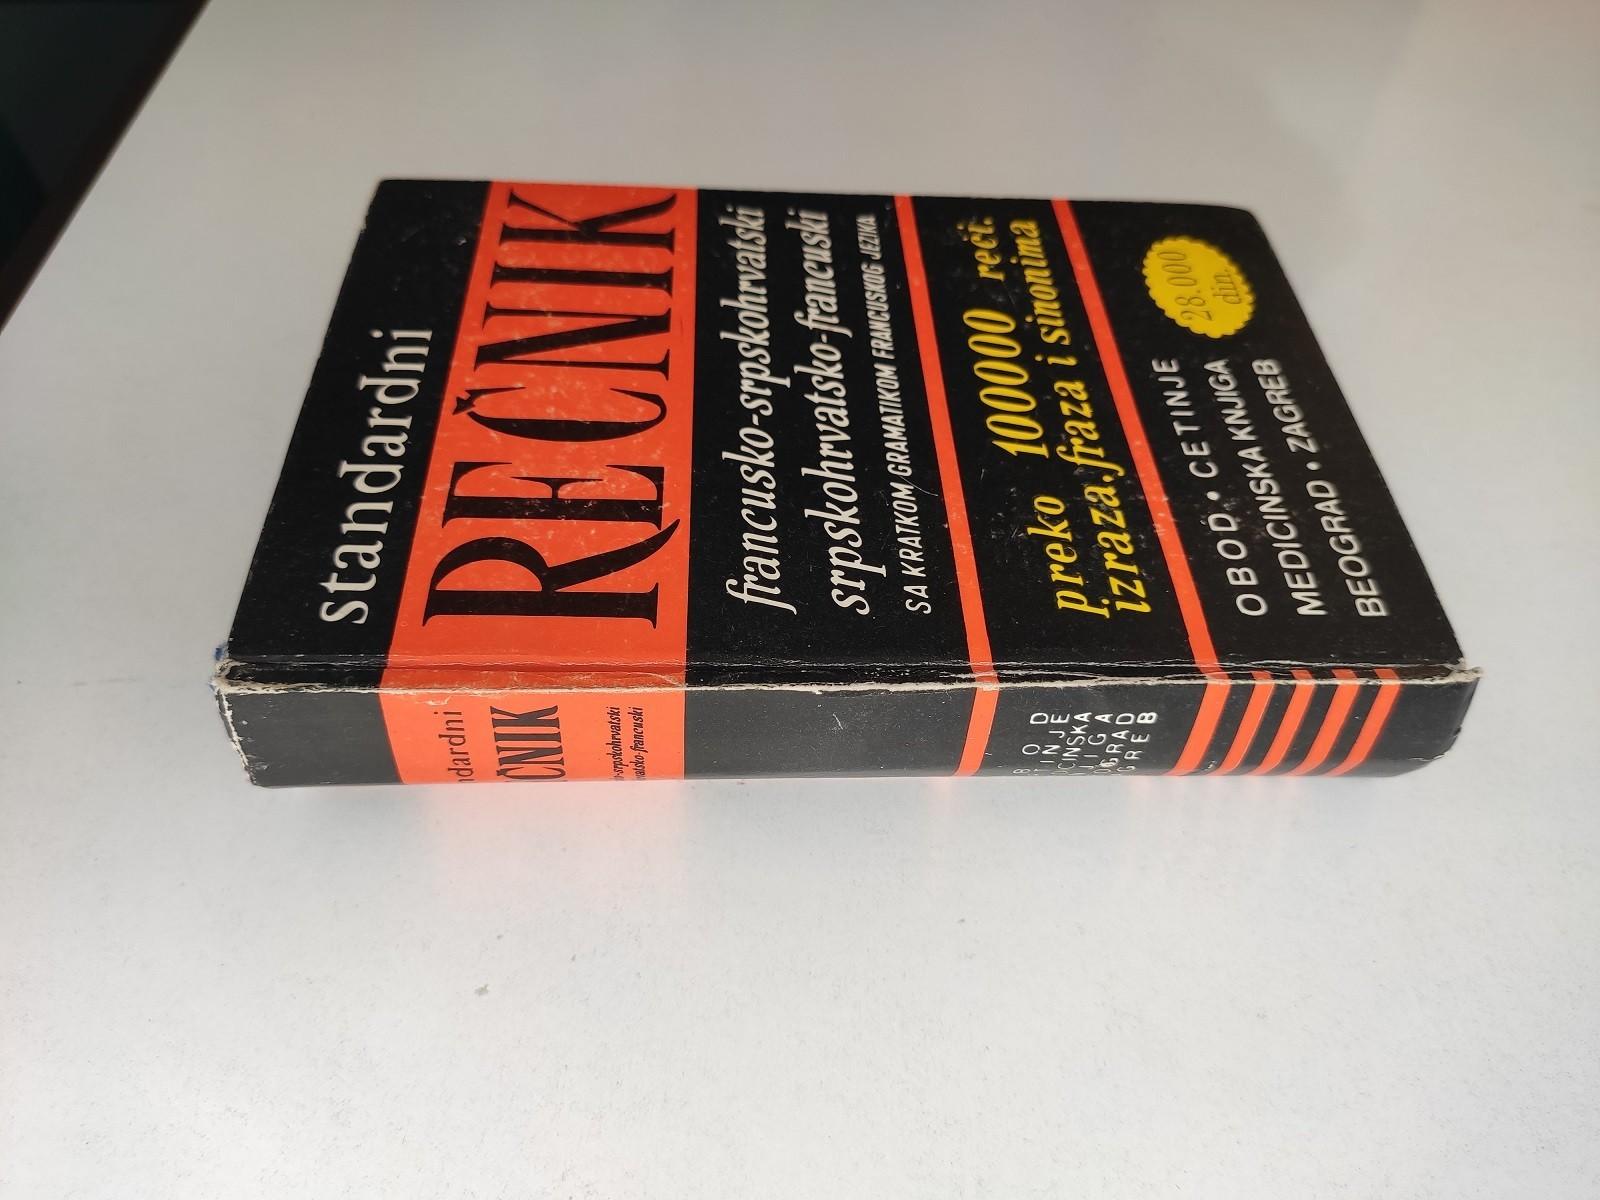 standardni
REČNIK
francusko-srpskohrvatski
srpskohrvatsko-francuski
SA KRATKOM GRAMATIKOM FRANCUSKOG JEZIKA
preko 100000 reči.
izraza. fraza i sinonima
28.000
din.
OBOD • CETINJE
MEDICINSKA KNJIGA
BEOGRAD • ZAGREB